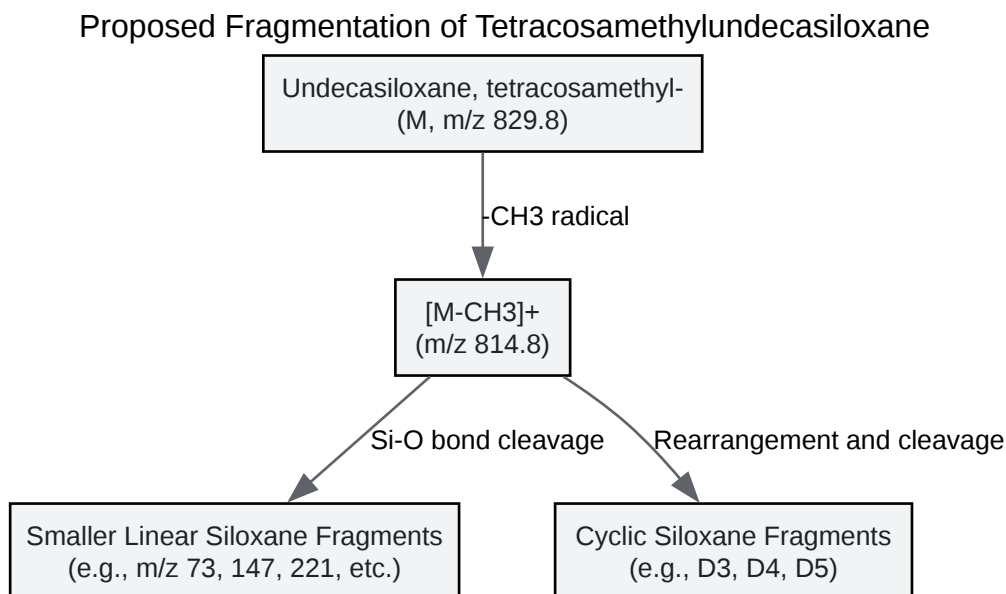 Proposed Fragmentation of Tetracosamethylundecasiloxane
Undecasiloxane, tetracosamethyl-
(M, m/z 829.8)
-CH3 radical
[M-CH3]+
(m/z 814.8)
Si-O bond cleavage
Rearrangement and cleavage
Smaller Linear Siloxane Fragments
(e.g., m/z 73, 147, 221, etc.)
Cyclic Siloxane Fragments
(e.g., D3, D4, D5)